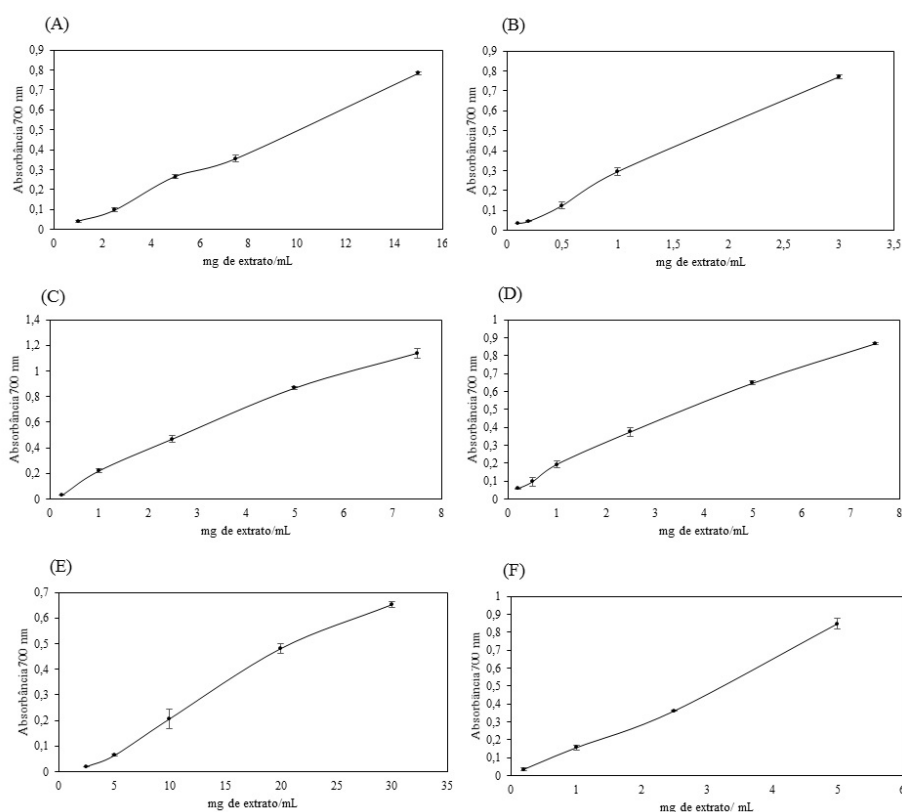 (A)
0,9
0,8
0,7
0,6
0,5
0,4
0,3
0,2
0,1
0
Absorbância 700 nm
0 2 4 6 8 10 12 14 16
mg de extrato/mL
(B)
0,9
0,8
0,7
0,6
0,5
0,4
0,3
0,2
0,1
0
Absorbância 700 nm
0 0,5 1 1,5 2 2,5 3 3,5
mg de extrato/mL
(C)
1,4
1,2
1
0,8
0,6
0,4
0,2
0
Absorbância 700 nm
0 1 2 3 4 5 6 7 8
mg de extrato/mL
(D)
1
0,9
0,8
0,7
0,6
0,5
0,4
0,3
0,2
0,1
0
Absorbância 700 nm
0 1 2 3 4 5 6 7 8
mg de extrato/mL
(E)
0,7
0,6
0,5
0,4
0,3
0,2
0,1
0
Absorbância 700 nm
0 5 10 15 20 25 30 35
mg de extrato/mL
(F)
1
0,9
0,8
0,7
0,6
0,5
0,4
0,3
0,2
0,1
0
Absorbância 700 nm
0 1 2 3 4 5 6
mg de extrato/ mL